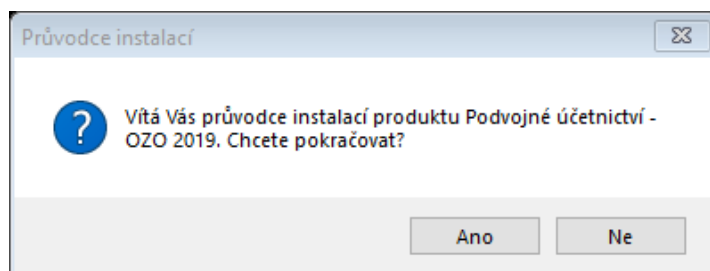 Průvodce instalací
Vítá Vás průvodce instalací produktu Podvojné účetnictví -
OZO 2019. Chcete pokračovat?
Ano
Ne